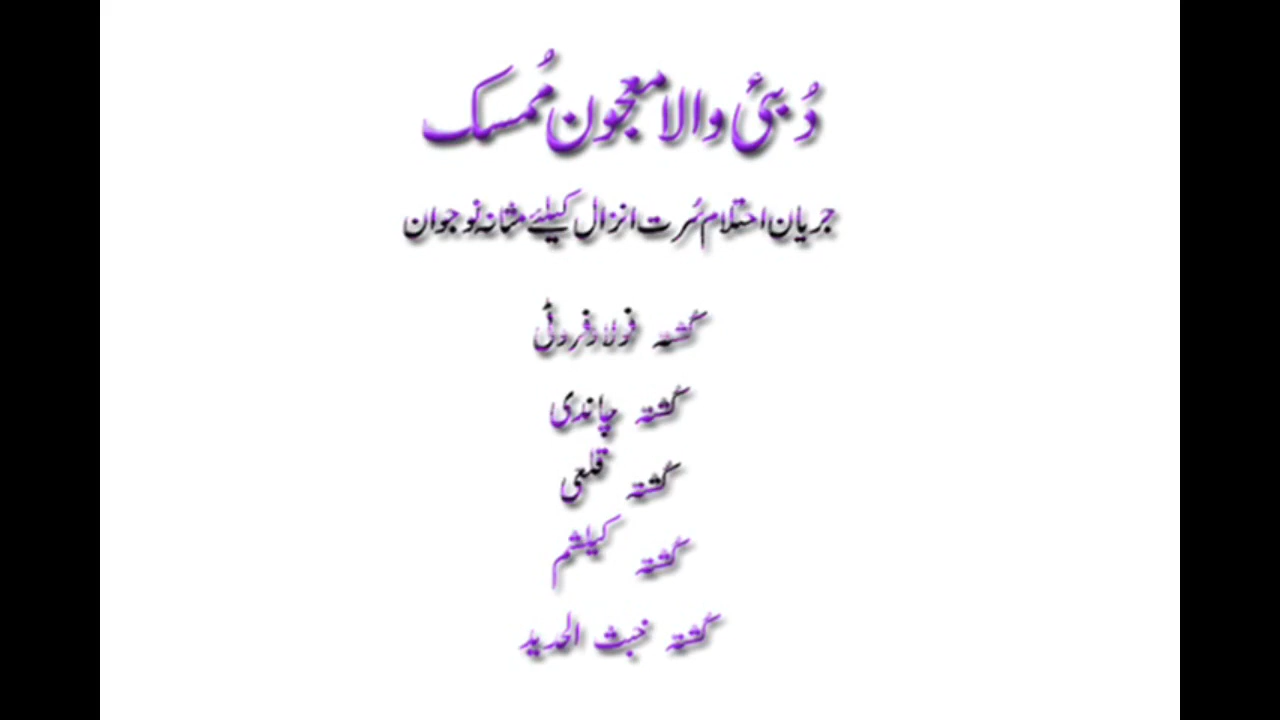 دُبئی والا معجون مُمسک
جریان احتلام سُرت انزال کیلئے مثانہ نوجوان
کشتہ فولاد فروٹی
کشتہ چاندی
کشتہ قلعی
کشتہ کیلشم
کشتہ خبث الحدید